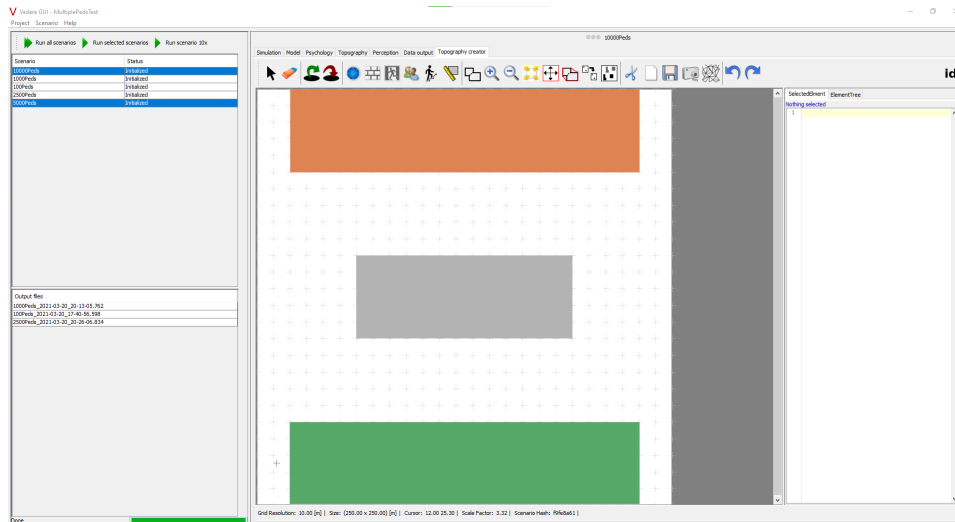 Vadere GUI - MultiplePedsTest
Project Scenario Help
Run all scenarios Run selected scenarios Run scenario 10x
10000Peds
Simulation Model Psychology Topography Perception Data output Topography creator
Scenario Status
10000Peds Initialized
1000Peds Initialized
100Peds Initialized
2500Peds Initialized
5000Peds Initialized
id
SelectedElment ElementTree
Nothing selected
1
Output files
1000Peds_2021-03-20_20-13-05.762
100Peds_2021-03-20_17-40-56.598
2500Peds_2021-03-20_20-26-06.834
Grid Resolution: 10.00 [m] | Size: (250.00 x 250.00) [m] | Cursor: 12.00 25.30 | Scale Factor: 3.32 | Scenario Hash: f9fe8a61 |
Done